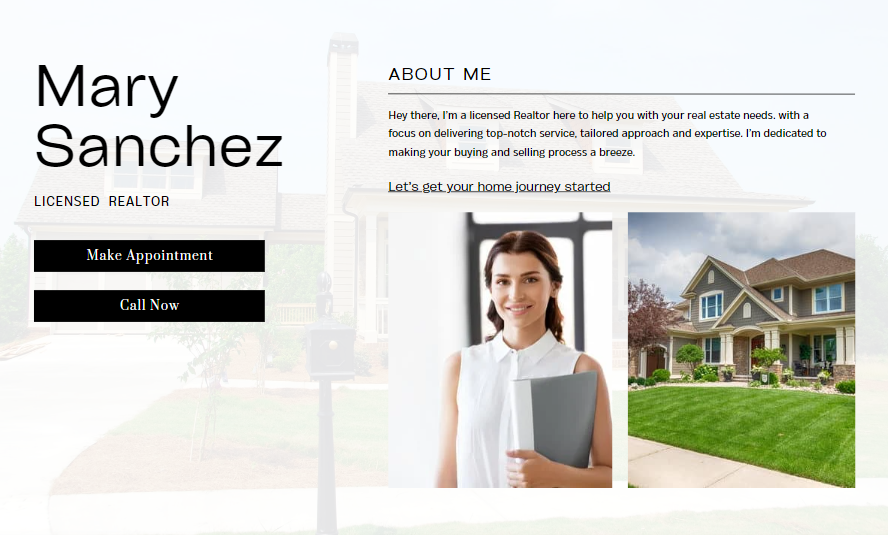 Mary
Sanchez
LICENSED REALTOR
Make Appointment
Call Now
ABOUT ME
Hey there, I'm a licensed Realtor here to help you with your real estate needs. with a
focus on delivering top-notch service, tailored approach and expertise. I'm dedicated to
making your buying and selling process a breeze.
Let's get your home journey started